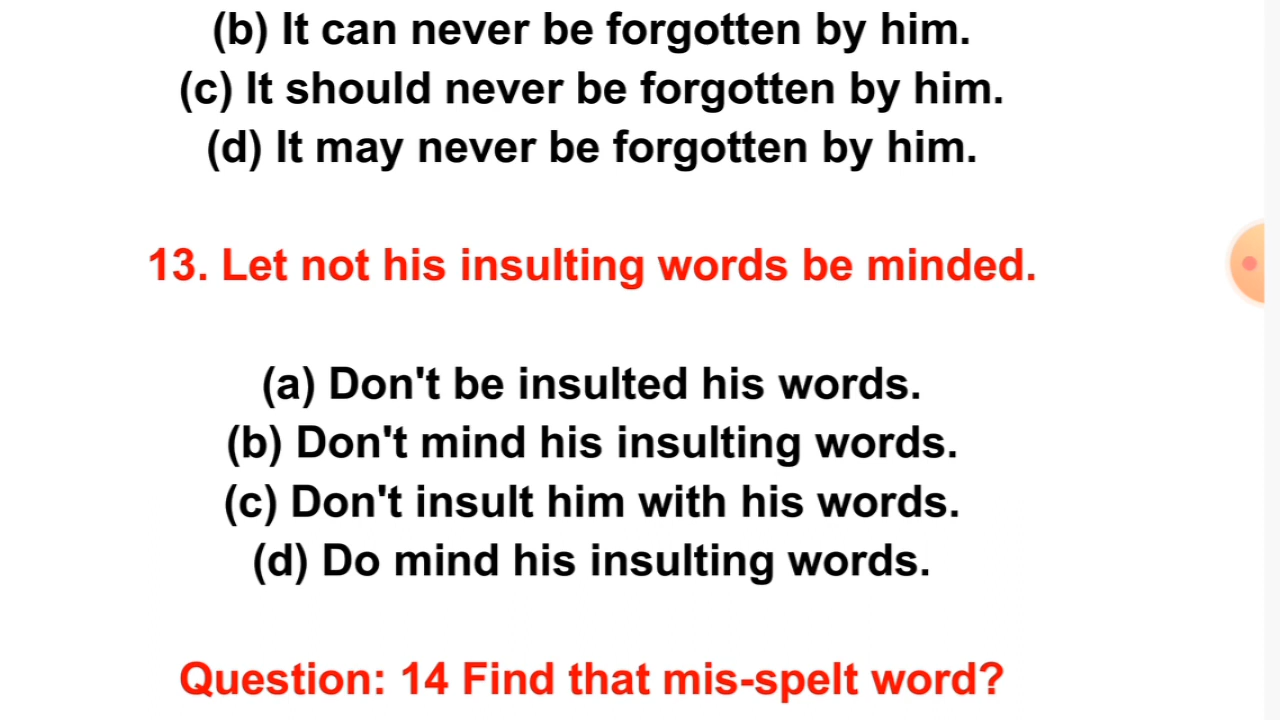 (b) It can never be forgotten by him.
(c) It should never be forgotten by him.
(d) It may never be forgotten by him.
13. Let not his insulting words be minded.
(a) Don't be insulted his words.
(b) Don't mind his insulting words.
(c) Don't insult him with his words.
(d) Do mind his insulting words.
Question: 14 Find that mis-spelt word?